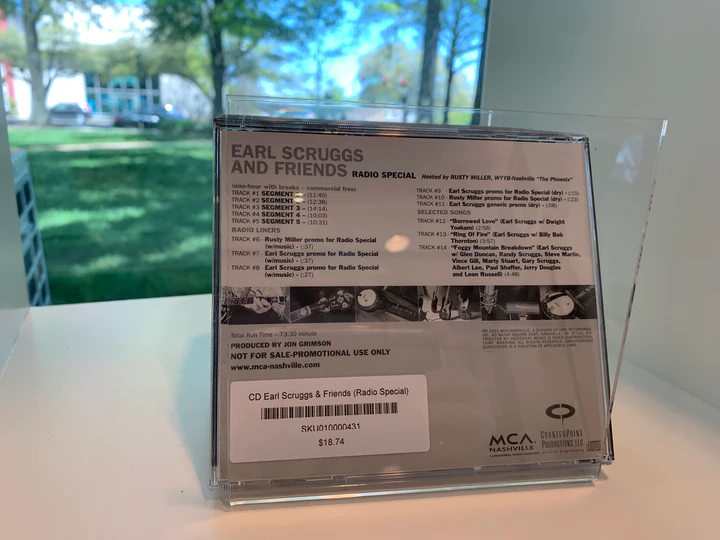 EARL SCRUGGS
AND FRIENDS RADIO SPECIAL Hosted by RUSTY MILLER, WYYB-Nashville "The Phoenix"
(one-hour with breaks – commercial free)
TRACK #1 SEGMENT 1 – (11:40)
TRACK #2 SEGMENT 2 – (12:38)
TRACK #3 SEGMENT 3 – (14:14)
TRACK #4 SEGMENT 4 – (10:03)
TRACK #5 SEGMENT 5 – (10:31)
RADIO LINERS
TRACK #6 - Rusty Miller promo for Radio Special
(w/music) - (:37)
TRACK #7 - Earl Scruggs promo for Radio Special
(w/music) - (:37)
TRACK #8 - Earl Scruggs promo for Radio Special
(w/music) - (:27)
TRACK #9 - Earl Scruggs promo for Radio Special (dry) - (:15)
TRACK #10 - Rusty Miller promo for Radio Special (dry) - (:33)
TRACK #11 - Earl Scruggs generic promo (dry) - (:08)
SELECTED SONGS
TRACK #12 - "Borrowed Love" (Earl Scruggs w/ Dwight
Yoakam) (2:58)
TRACK #13 - "Ring Of Fire" (Earl Scruggs w/ Billy Bob
Thornton) (3:57)
TRACK #14 - "Foggy Mountain Breakdown" (Earl Scruggs
w/ Glen Duncan, Randy Scruggs, Steve Martin,
Vince Gill, Marty Stuart, Gary Scruggs,
Albert Lee, Paul Shaffer, Jerry Douglas
and Leon Russell) (4:48)
Total Run Time – 73:30 minute
PRODUCED BY JON GRIMSON
NOT FOR SALE-PROMOTIONAL USE ONLY
www.mca-nashville.com
CD Earl Scruggs & Friends (Radio Special)
SKU010000431
$18.74
MCA
NASHVILLE
COUNTERPOINT
PRODUCTIONS, LLC